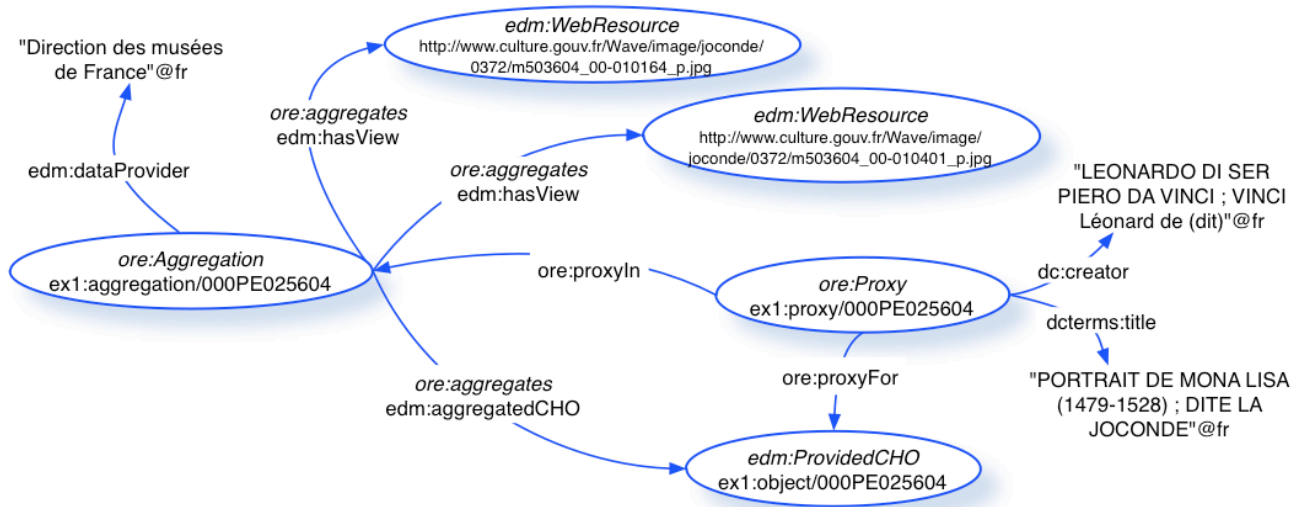 edm:WebResource
http://www.culture.gouv.fr/Wave/image/joconde/
0372/m503604_00-010164_p.jpg
"Direction des musées
de France"@fr
ore:aggregates
edm:hasView
edm:WebResource
http://www.culture.gouv.fr/Wave/image/
joconde/0372/m503604_00-010401_p.jpg
edm:dataProvider
ore:aggregates
edm:hasView
"LEONARDO DI SER
PIERO DA VINCI ; VINCI
Léonard de (dit)"@fr
ore:Aggregation
ex1:aggregation/000PE025604
ore:proxyIn
ore:Proxy
ex1:proxy/000PE025604
dc:creator
dcterms:title
ore:aggregates
edm:aggregatedCHO
ore:proxyFor
"PORTRAIT DE MONA LISA
(1479-1528) ; DITE LA
JOCONDE"@fr
edm:ProvidedCHO
ex1:object/000PE025604